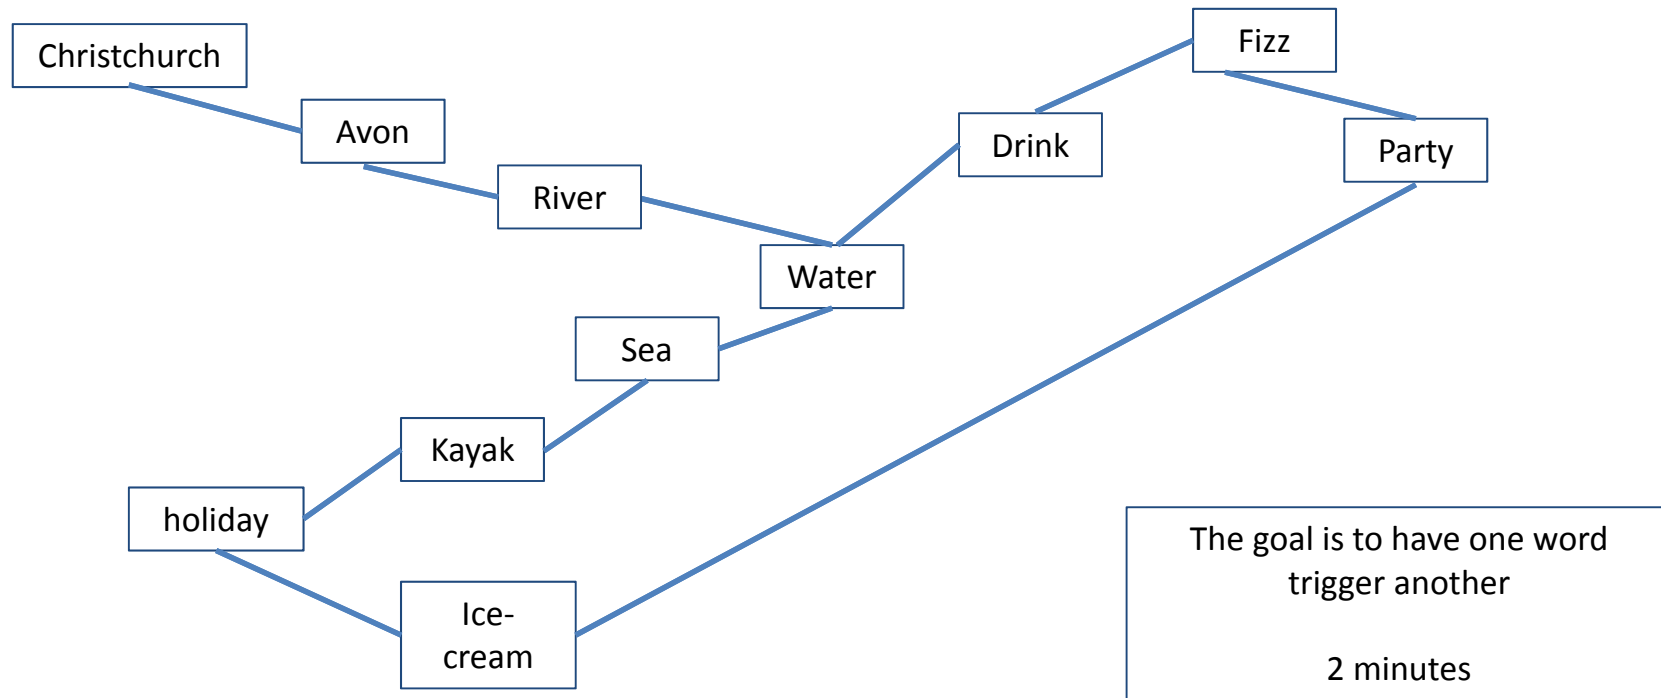 Christchurch
Fizz
Avon
Drink
Party
River
Water
Sea
Kayak
holiday
Ice-
cream
The goal is to have one word
trigger another
2 minutes